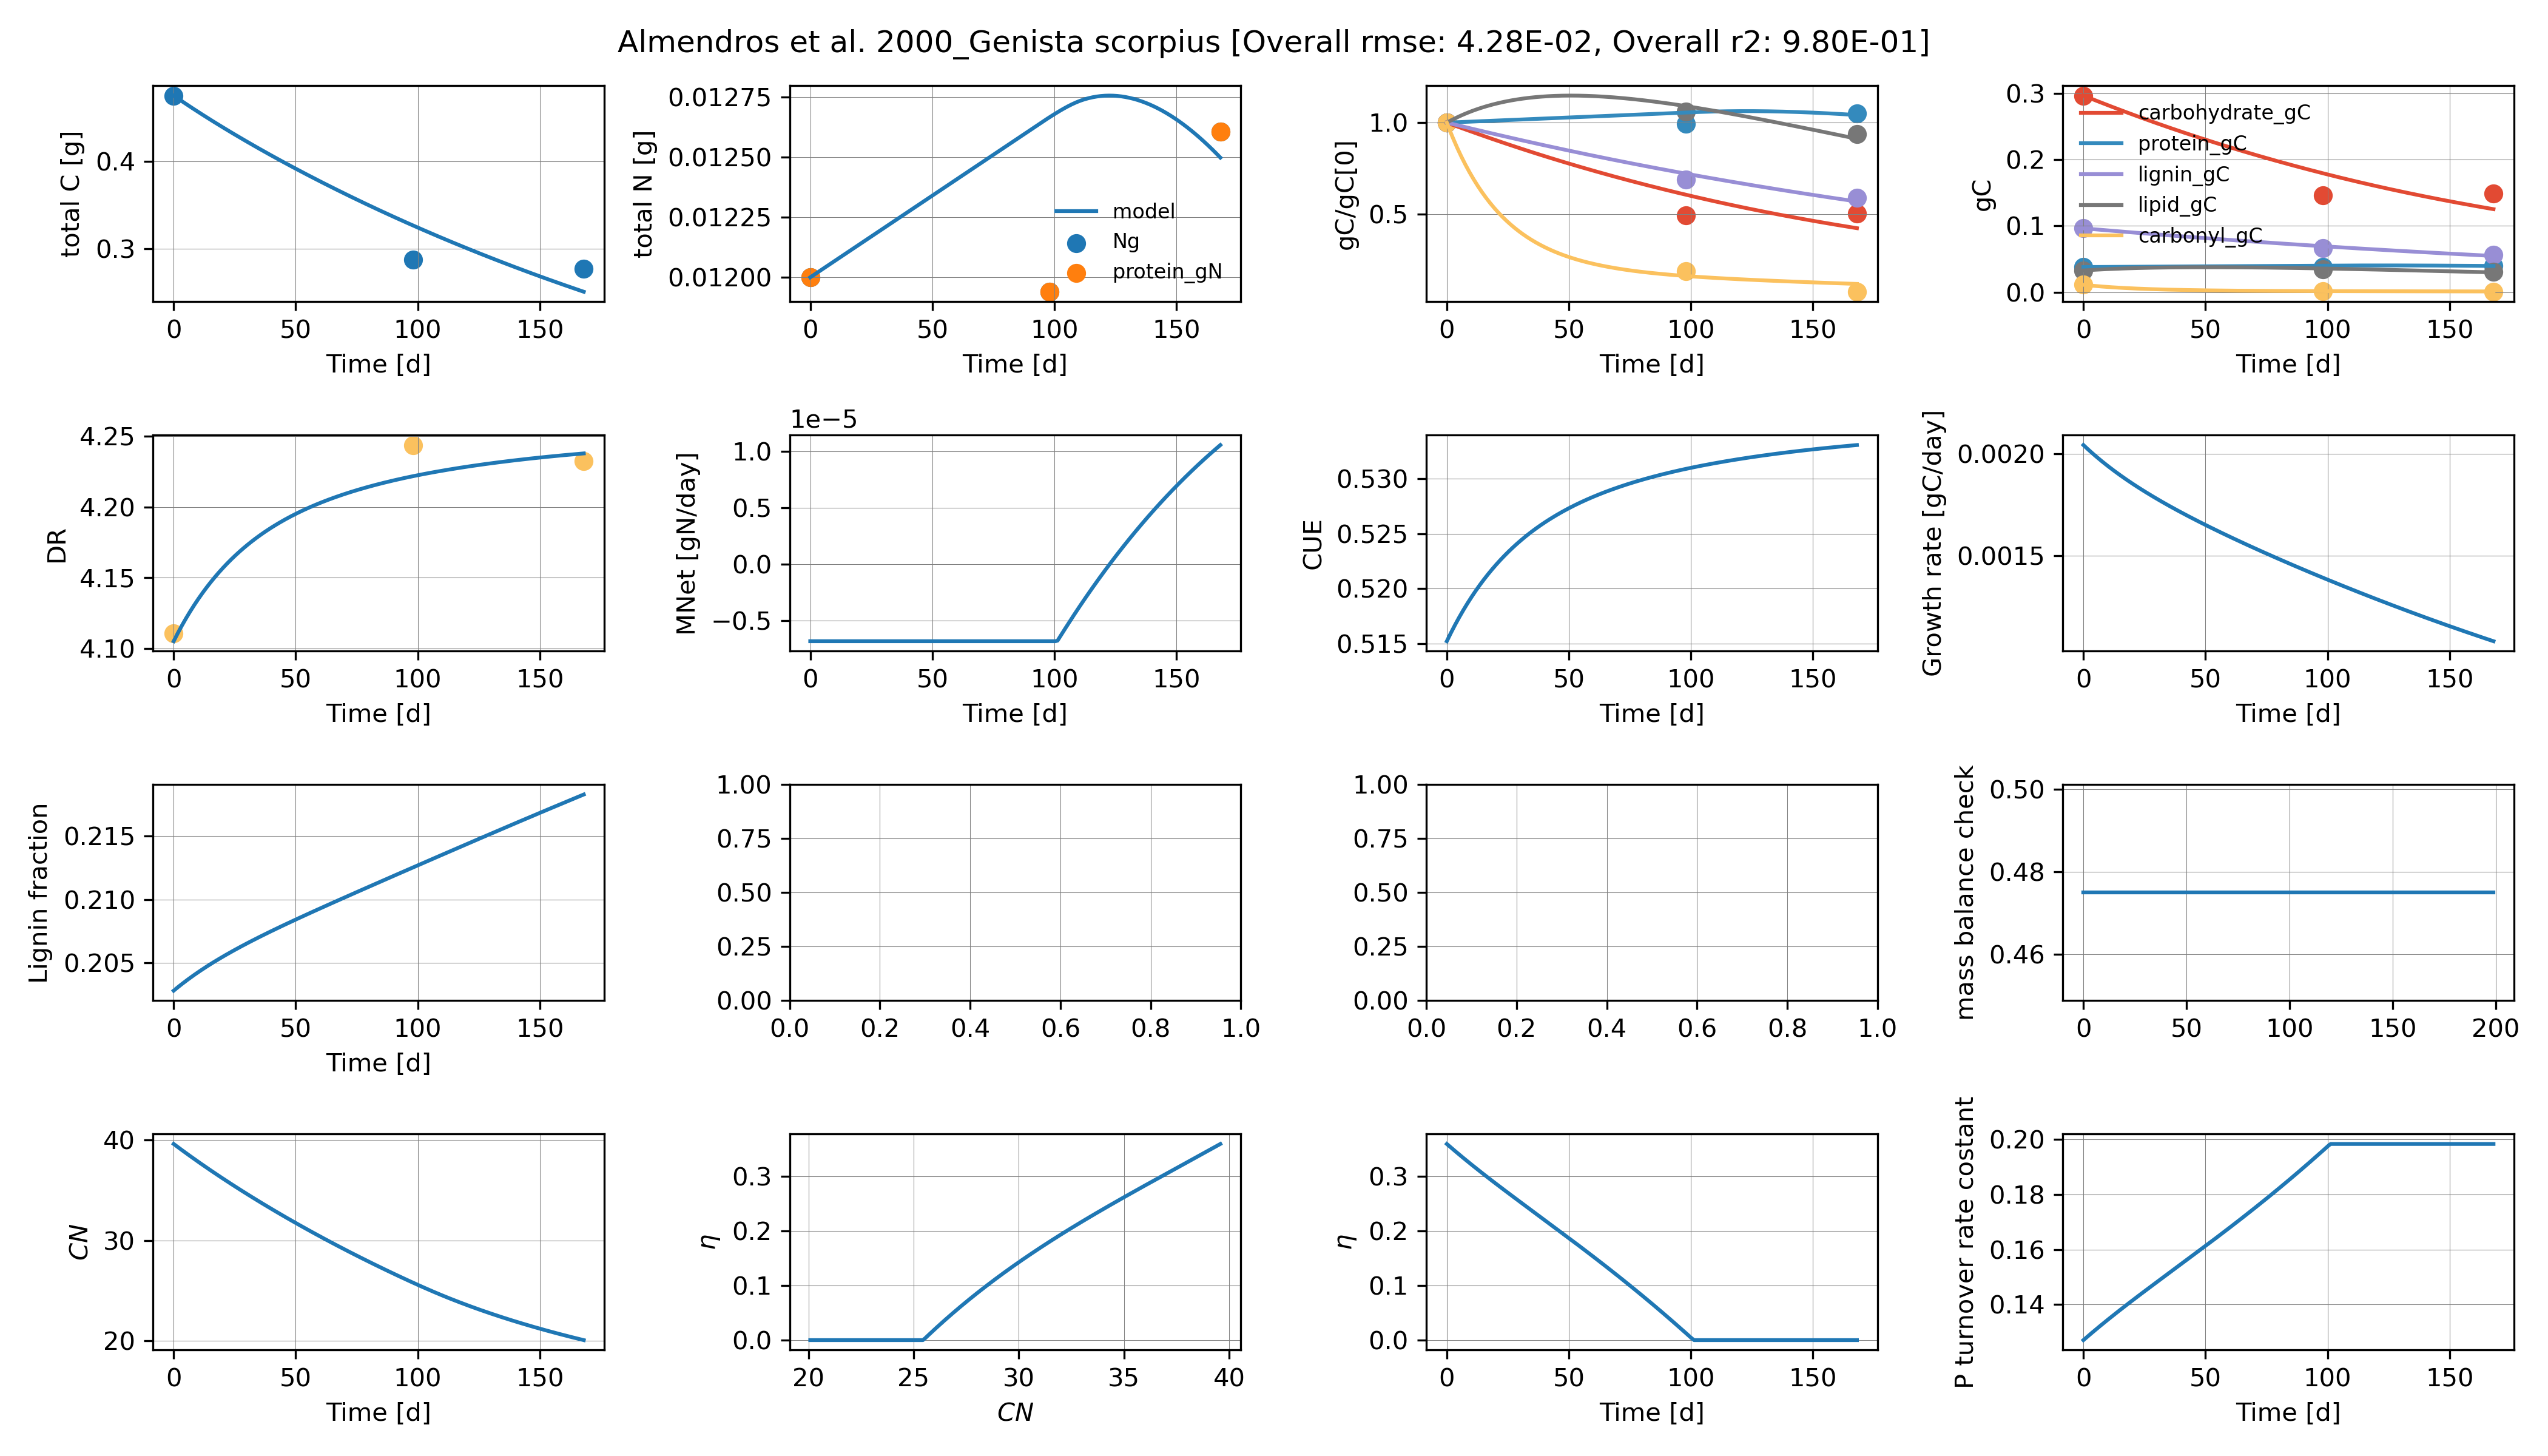 Almendros et al. 2000_Genista scorpius [Overall rmse: 4.28E-02, Overall r2: 9.80E-01]
total C [g]
0.4
0.3
0 50 100 150
Time [d]
total N [g]
0.01275
0.01250
0.01225
0.01200
model
Ng
protein_gN
0 50 100 150
Time [d]
gC/gC[0]
1.0
0.5
0 50 100 150
Time [d]
gC
0.3
0.2
0.1
0.0
carbohydrate_gC
protein_gC
lignin_gC
lipid_gC
carbonyl_gC
0 50 100 150
Time [d]
DR
4.25
4.20
4.15
4.10
0 50 100 150
Time [d]
1e−5
MNet [gN/day]
1.0
0.5
0.0
−0.5
0 50 100 150
Time [d]
CUE
0.530
0.525
0.520
0.515
0 50 100 150
Time [d]
Growth rate [gC/day]
0.0020
0.0015
0 50 100 150
Time [d]
Lignin fraction
0.215
0.210
0.205
0 50 100 150
Time [d]
1.00
0.75
0.50
0.25
0.00
0.0 0.2 0.4 0.6 0.8 1.0
1.00
0.75
0.50
0.25
0.00
0.0 0.2 0.4 0.6 0.8 1.0
mass balance check
0.50
0.48
0.46
0 50 100 150 200
CN
40
30
20
0 50 100 150
Time [d]
η
0.3
0.2
0.1
0.0
20 25 30 35 40
CN
η
0.3
0.2
0.1
0.0
0 50 100 150
Time [d]
P turnover rate costant
0.20
0.18
0.16
0.14
0 50 100 150
Time [d]